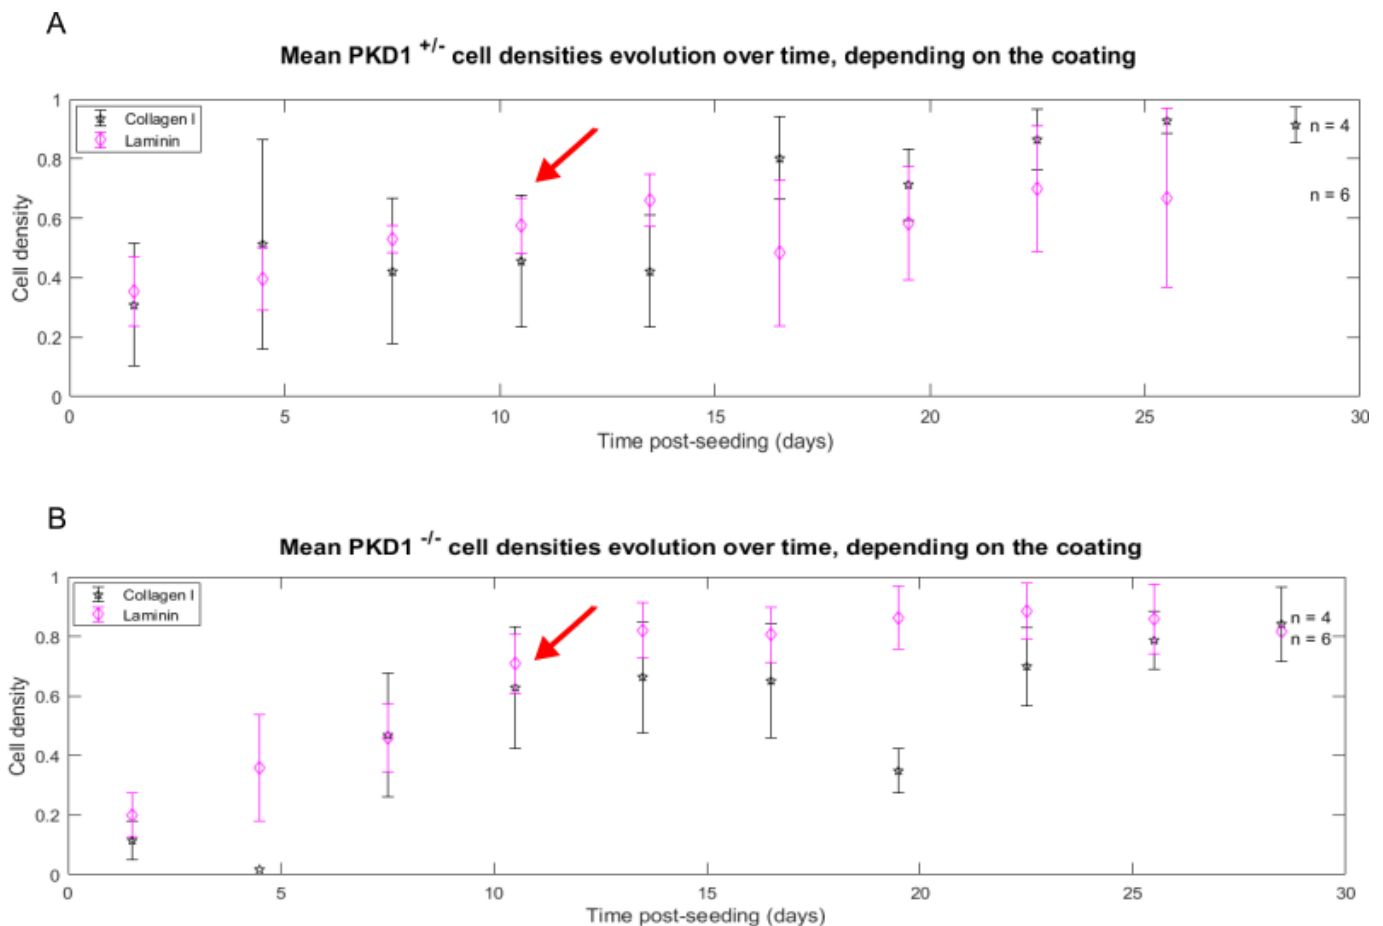 A
Mean PKD1 +/- cell densities evolution over time, depending on the coating
1
Collagen I
Laminin
n = 4
0.8
n = 6
0.6
0.4
0.2
0
Cell density
0 5 10 15 20 25 30
Time post-seeding (days)
B
Mean PKD1 -/- cell densities evolution over time, depending on the coating
1
Collagen I
Laminin
n = 4
0.8
n = 6
0.6
0.4
0.2
0
Cell density
0 5 10 15 20 25 30
Time post-seeding (days)